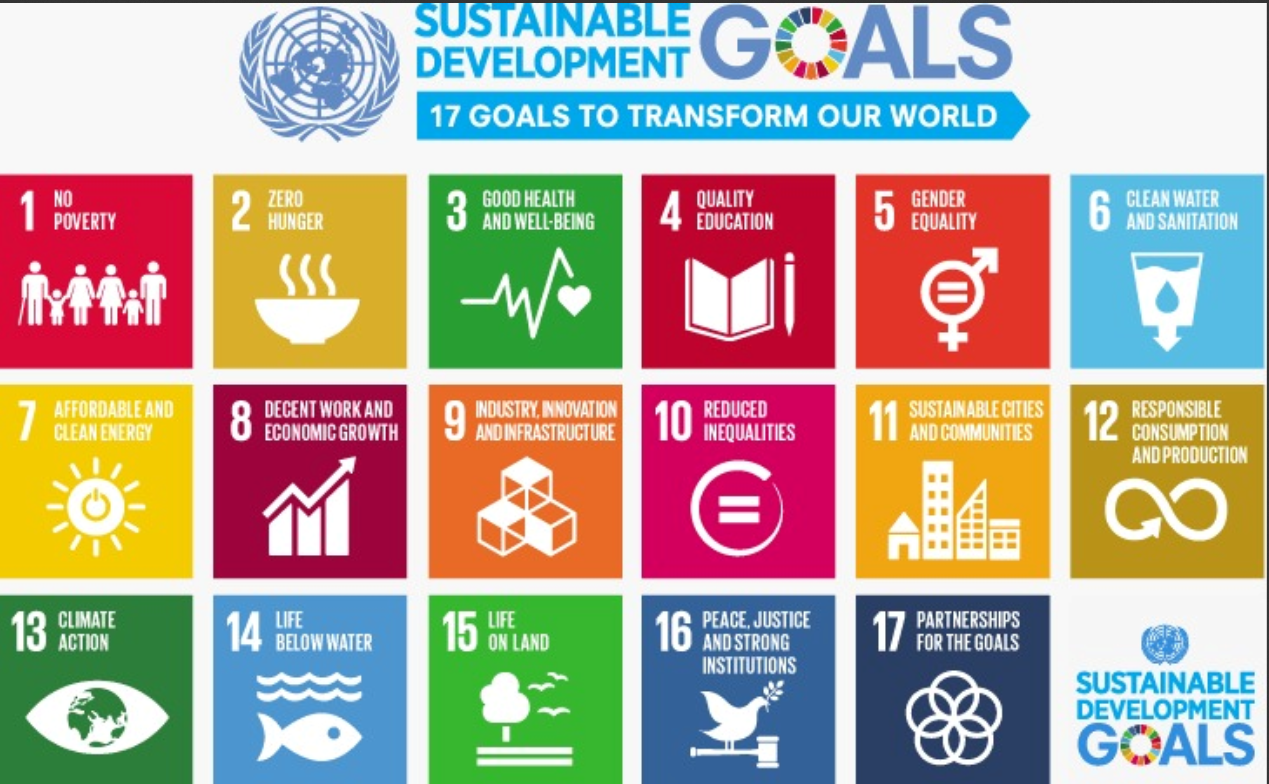 SUSTAINABLE
DEVELOPMENT GOALS
17 GOALS TO TRANSFORM OUR WORLD
1 NO
POVERTY
2 ZERO
HUNGER
3 GOOD HEALTH
AND WELL-BEING
4 QUALITY
EDUCATION
5 GENDER
EQUALITY
6 CLEAN WATER
AND SANITATION
7 AFFORDABLE AND
CLEAN ENERGY
8 DECENT WORK AND
ECONOMIC GROWTH
9 INDUSTRY, INNOVATION
AND INFRASTRUCTURE
10 REDUCED
INEQUALITIES
11 SUSTAINABLE CITIES
AND COMMUNITIES
12 RESPONSIBLE
CONSUMPTION
AND PRODUCTION
13 CLIMATE
ACTION
14 LIFE
BELOW WATER
15 LIFE
ON LAND
16 PEACE, JUSTICE
AND STRONG
INSTITUTIONS
17 PARTNERSHIPS
FOR THE GOALS
SUSTAINABLE
DEVELOPMENT
GOALS